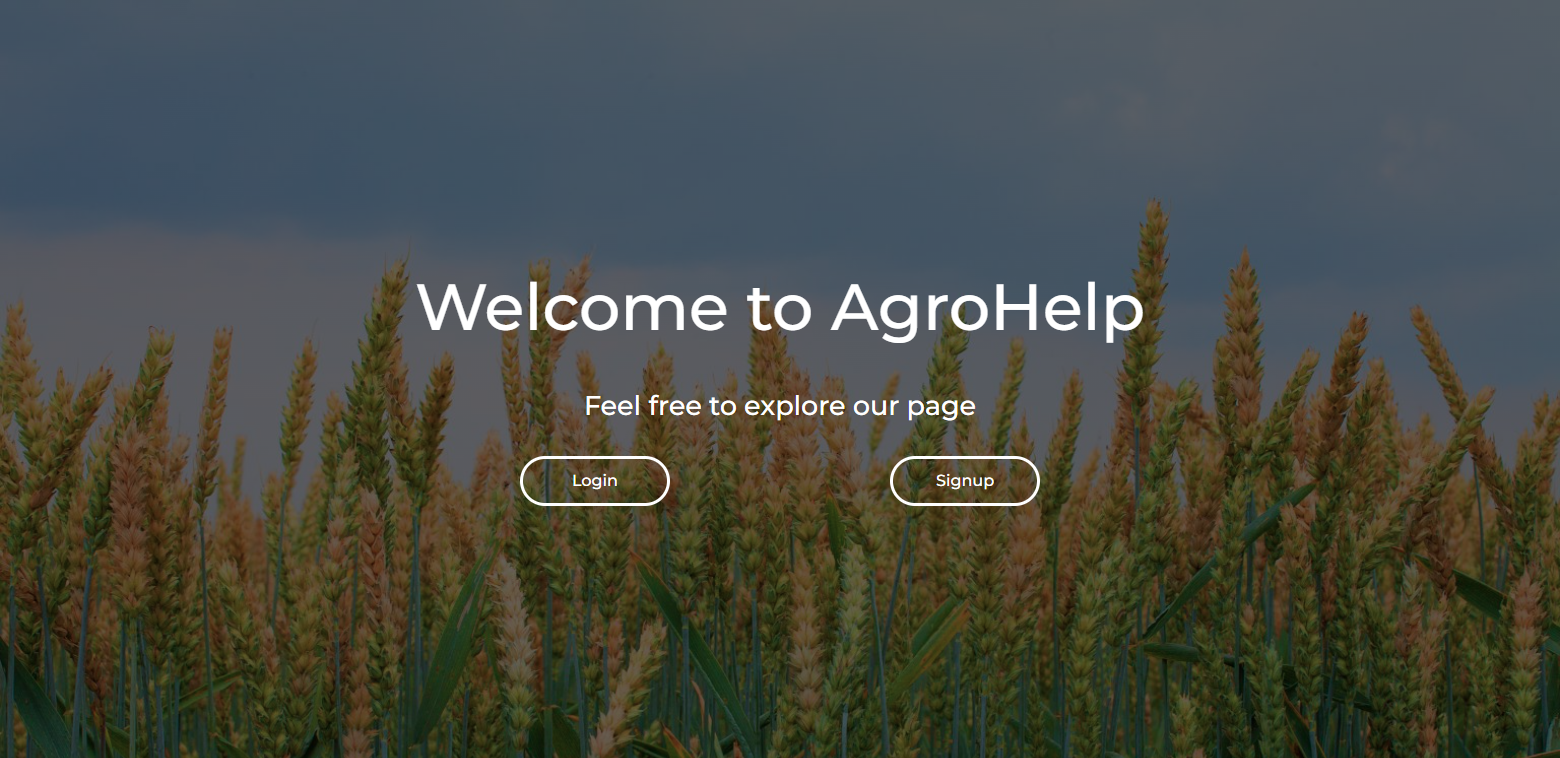 Welcome to AgroHelp
Feel free to explore our page
Login
Signup